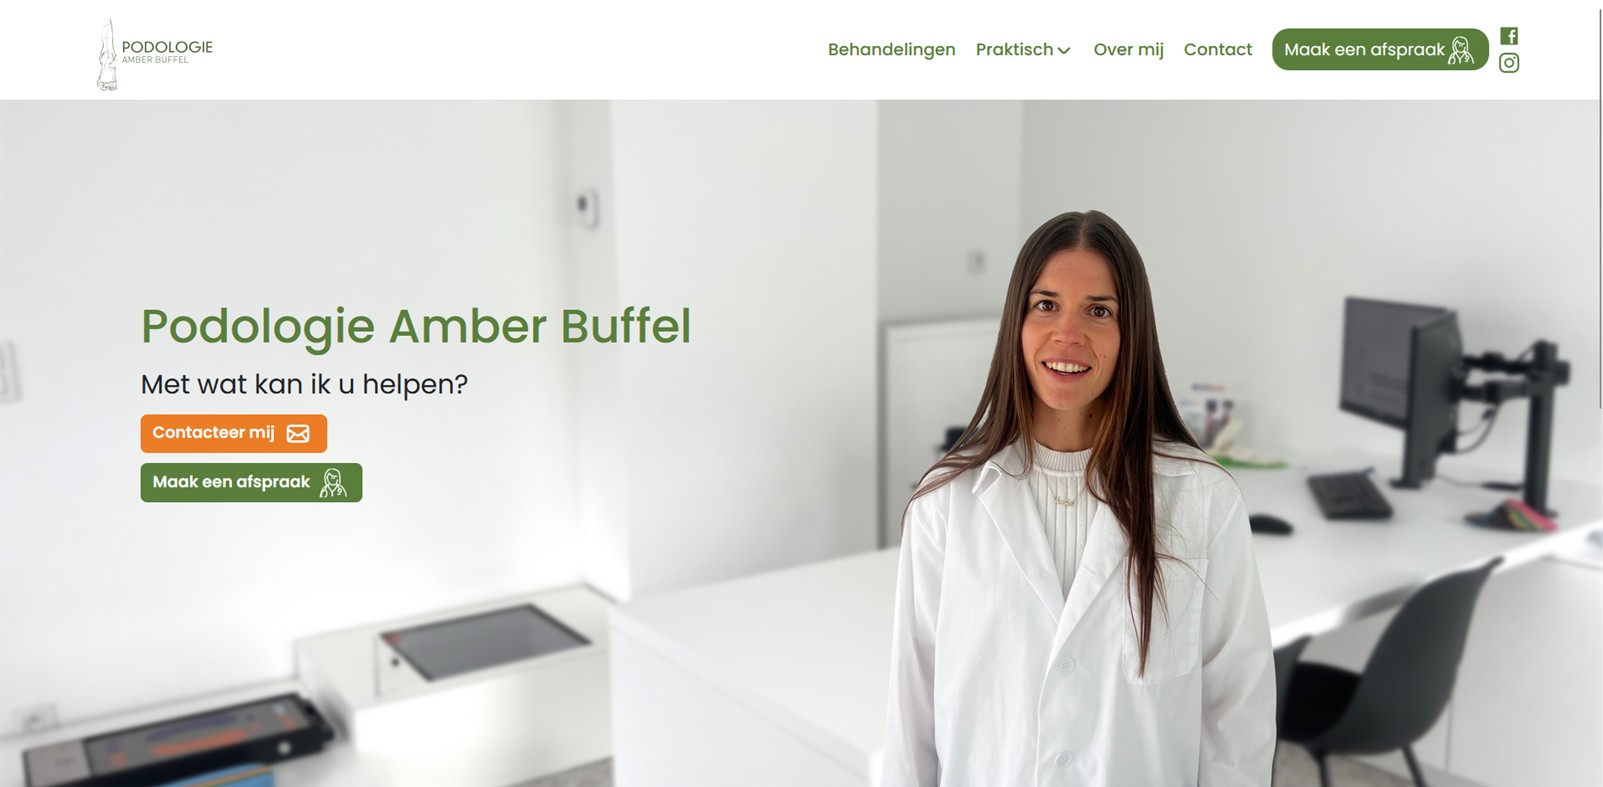 PODOLOGIE
AMBER BUFFEL
Behandelingen
Praktisch
Over mij
Contact
Maak een afspraak
Podologie Amber Buffel
Met wat kan ik u helpen?
Contacteer mij
Maak een afspraak